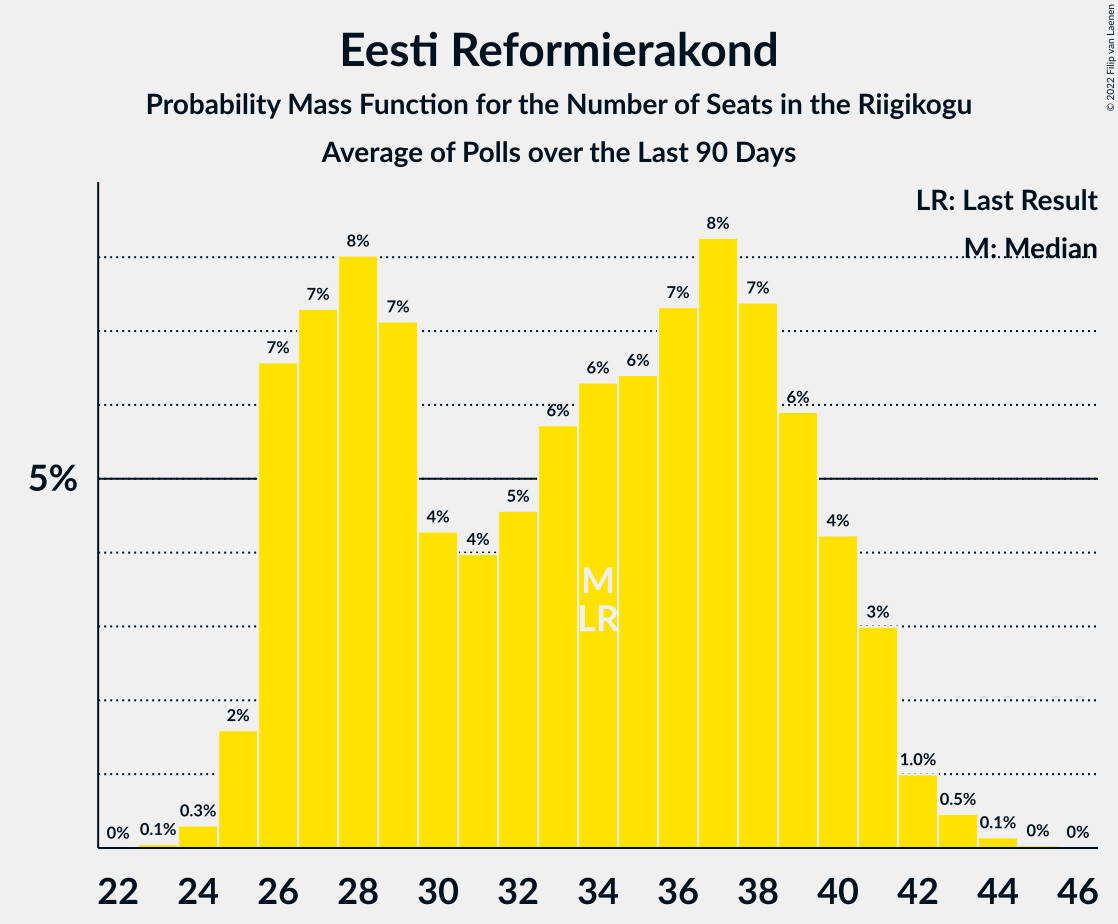 Eesti Reformierakond
Probability Mass Function for the Number of Seats in the Riigikogu
Average of Polls over the Last 90 Days
© 2022 Filip van Laenen
LR: Last Result
M: Median
5%
0%
0.1%
0.3%
2%
7%
7%
8%
7%
4%
4%
5%
6%
6%
6%
7%
8%
7%
6%
4%
3%
1.0%
0.5%
0.1%
0%
0%
M
LR
22 24 26 28 30 32 34 36 38 40 42 44 46